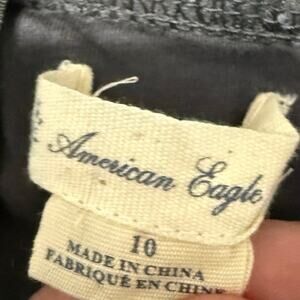 American Eagle
10
MADE IN CHINA
FABRIQUÉ EN CHINE